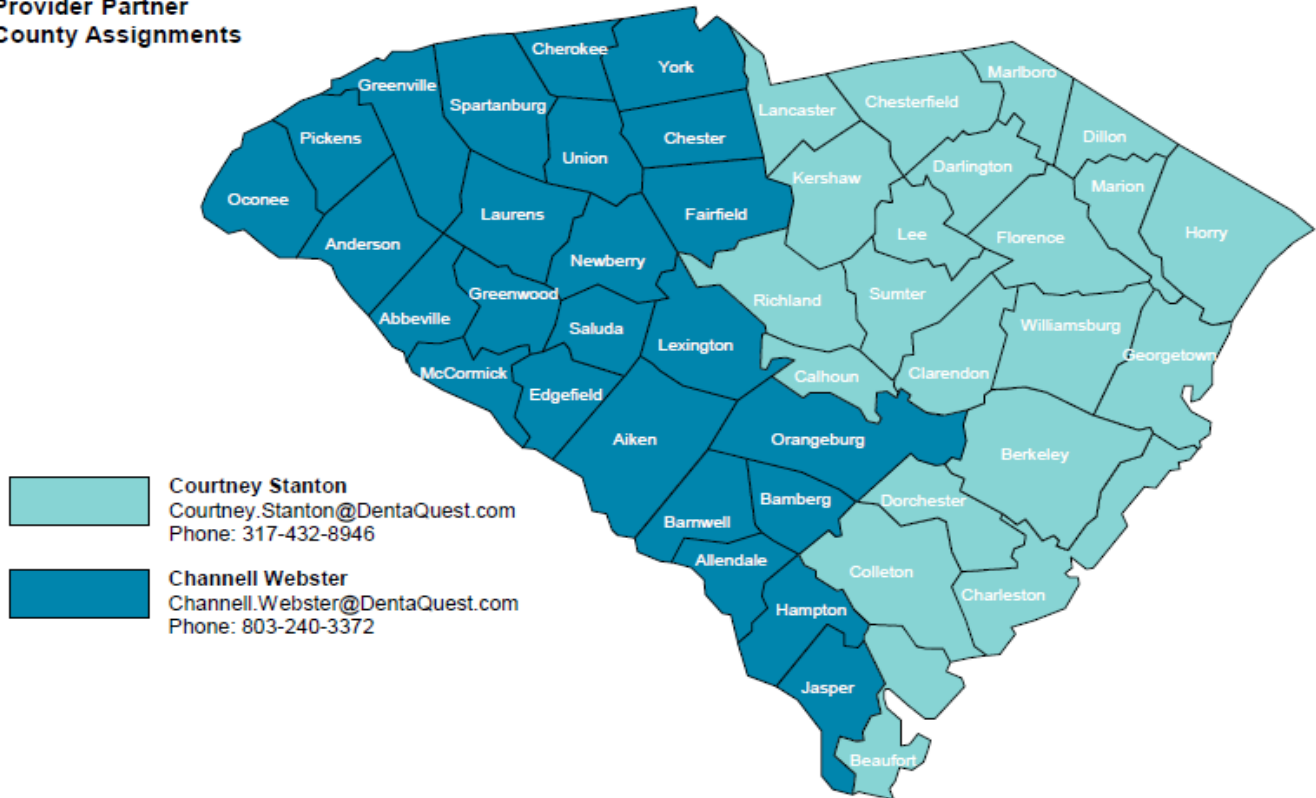 Provider Partner
County Assignments
Cherokee
York
Greenville
Spartanburg
Marlboro
Lancaster
Chesterfield
Pickens
Chester
Dillon
Union
Darlington
Kershaw
Marion
Oconee
Laurens
Fairfield
Lee
Horry
Anderson
Florence
Newberry
Greenwood
Richland
Sumter
Abbeville
Saluda
Williamsburg
Lexington
Georgetown
McCormick
Calhoun
Clarendon
Edgefield
Aiken
Orangeburg
Berkeley
Bamberg
Dorchester
Barnwell
Allendale
Colleton
Charleston
Hampton
Jasper
Beaufort
Courtney Stanton
Courtney.Stanton@DentaQuest.com
Phone: 317-432-8946
Channell Webster
Channell.Webster@DentaQuest.com
Phone: 803-240-3372